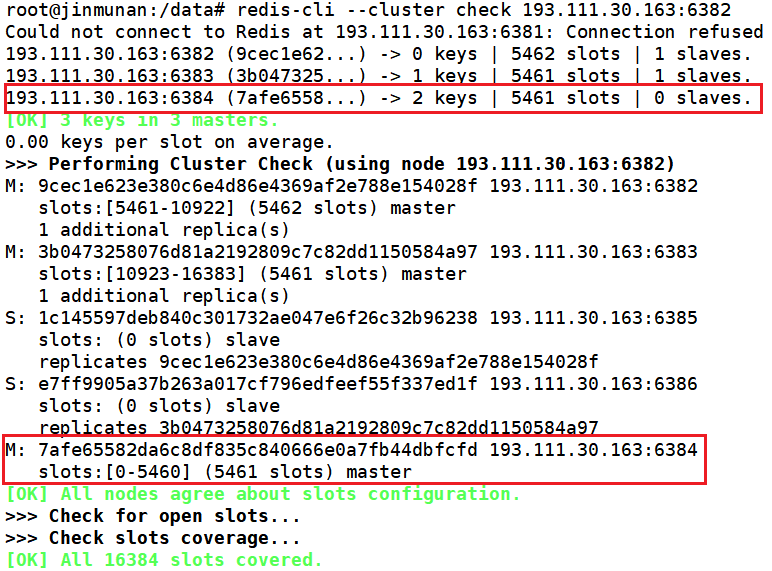 root@jinmunan:/data# redis-cli --cluster check 193.111.30.163:6382
Could not connect to Redis at 193.111.30.163:6381: Connection refused
193.111.30.163:6382 (9cec1e62...) -> 0 keys | 5462 slots | 1 slaves.
193.111.30.163:6383 (3b047325...) -> 1 keys | 5461 slots | 1 slaves.
193.111.30.163:6384 (7afe6558...) -> 2 keys | 5461 slots | 0 slaves.
[OK] 3 keys in 3 masters.
0.00 keys per slot on average.
>>> Performing Cluster Check (using node 193.111.30.163:6382)
M: 9cec1e623e380c6e4d86e4369af2e788e154028f 193.111.30.163:6382
slots:[5461-10922] (5462 slots) master
1 additional replica(s)
M: 3b0473258076d81a2192809c7c82dd1150584a97 193.111.30.163:6383
slots:[10923-16383] (5461 slots) master
1 additional replica(s)
S: 1c145597deb840c301732ae047e6f26c32b96238 193.111.30.163:6385
slots: (0 slots) slave
replicates 9cec1e623e380c6e4d86e4369af2e788e154028f
S: e7ff9905a37b263a017cf796edfeef55f337ed1f 193.111.30.163:6386
slots: (0 slots) slave
replicates 3b0473258076d81a2192809c7c82dd1150584a97
M: 7afe65582da6c8df835c840666e0a7fb44dbfcfd 193.111.30.163:6384
slots:[0-5460] (5461 slots) master
[OK] All nodes agree about slots configuration.
>>> Check for open slots...
>>> Check slots coverage...
[OK] All 16384 slots covered.